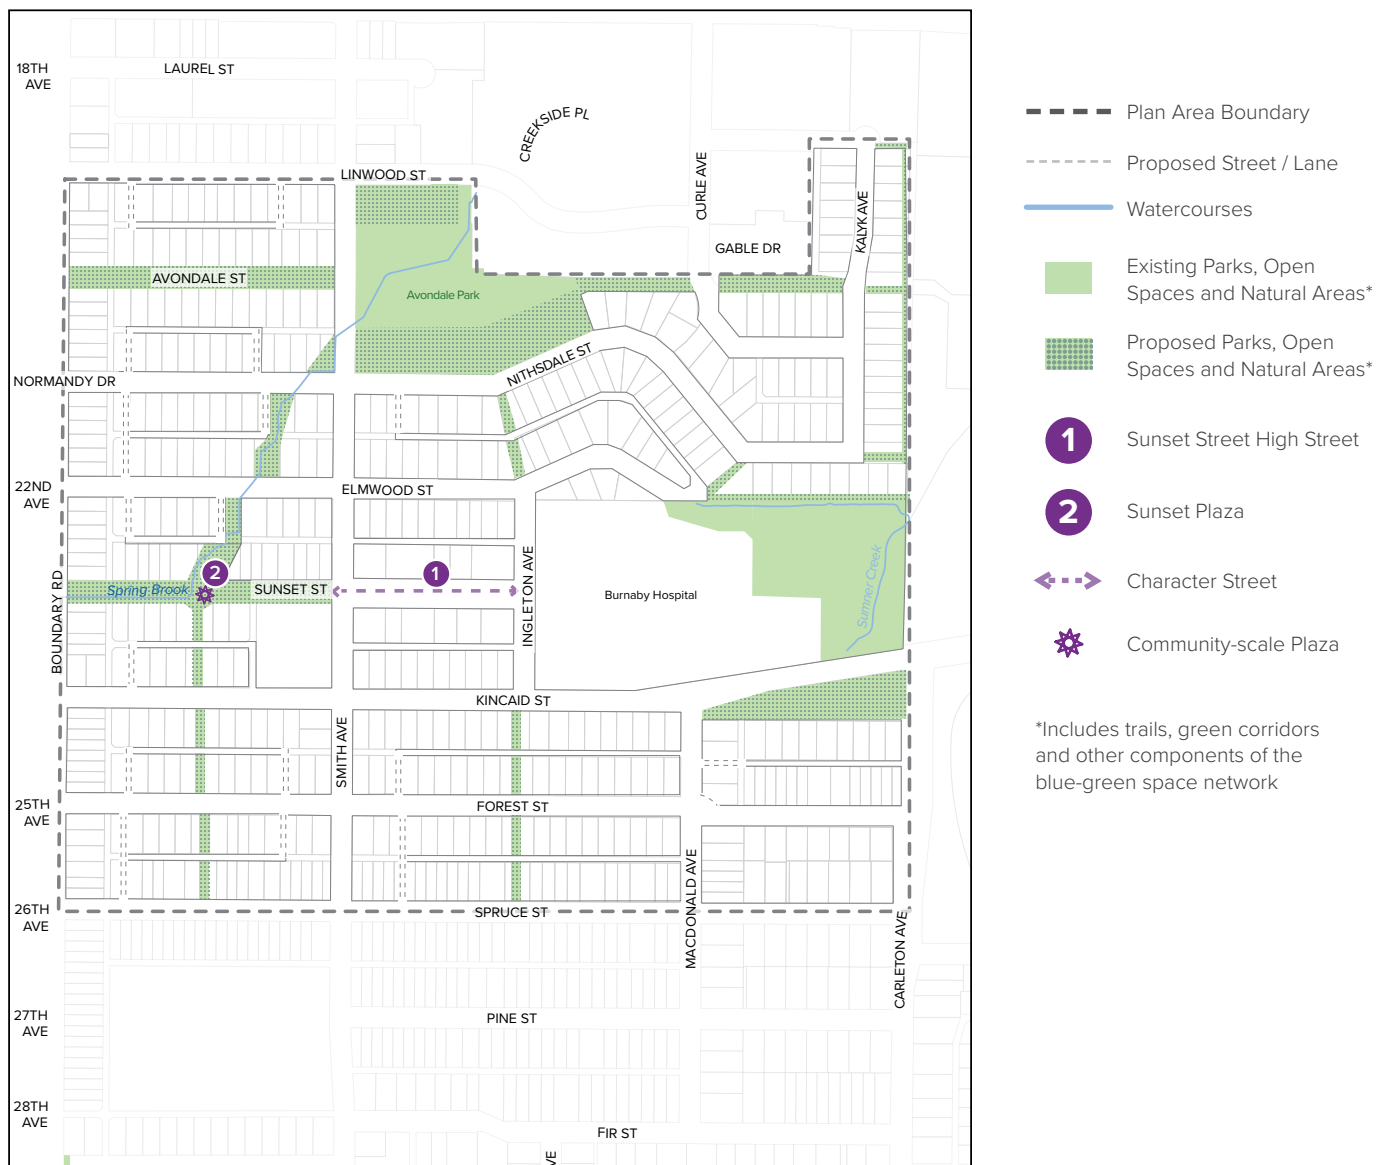 18TH
AVE
LAUREL ST
CREEKSIDE PL
LINWOOD ST
CURLE AVE
KALYK AVE
GABLE DR
AVONDALE ST
Avondale Park
NITHSDALE ST
NORMANDY DR
22ND
AVE
ELMWOOD ST
BOUNDARY RD
Spring Brook
2
SUNSET ST
1
INGLETON AVE
Burnaby Hospital
Sumner Creek
KINCAID ST
SMITH AVE
25TH
AVE
FOREST ST
MACDONALD AVE
26TH
AVE
SPRUCE ST
CARLETON AVE
27TH
AVE
PINE ST
28TH
AVE
FIR ST
VE
Plan Area Boundary
Proposed Street / Lane
Watercourses
Existing Parks, Open
Spaces and Natural Areas*
Proposed Parks, Open
Spaces and Natural Areas*
1 Sunset Street High Street
2 Sunset Plaza
Character Street
Community-scale Plaza
*Includes trails, green corridors
and other components of the
blue-green space network